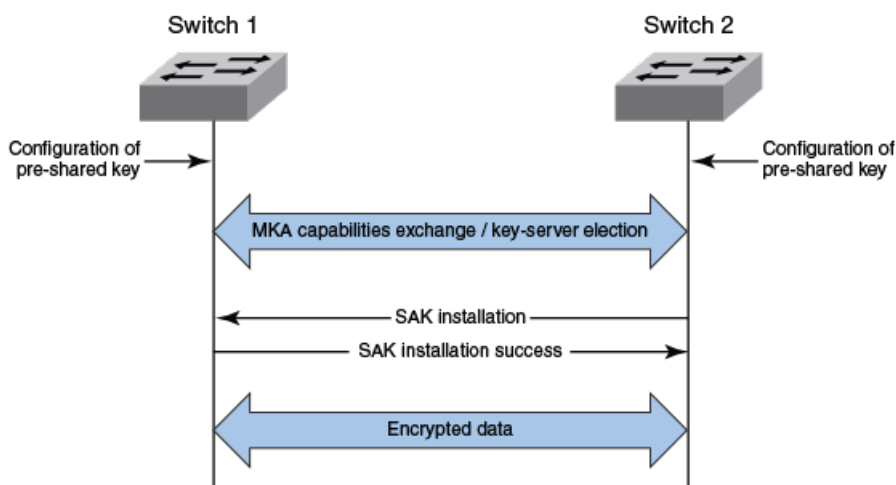 Switch 1
Switch 2
Configuration of
pre-shared key
Configuration of
pre-shared key
MKA capabilities exchange / key-server election
SAK installation
SAK installation success
Encrypted data